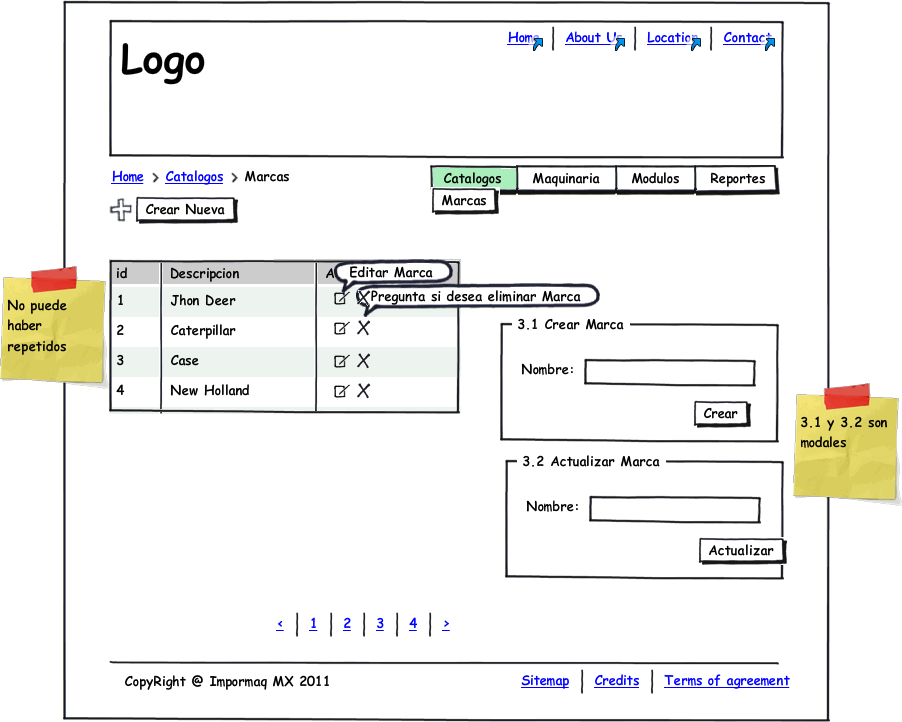 Home | About Us | Location | Contact
Logo
Home > Catalogos > Marcas
Catalogos Maquinaria Modulos Reportes
Marcas
Crear Nueva
id Descripcion A
Editar Marca
1 Jhon Deer
Pregunta si desea eliminar Marca
2 Caterpillar
3 Case
4 New Holland
No puede
haber
repetidos
3.1 Crear Marca
Nombre:
Crear
3.1 y 3.2 son
modales
3.2 Actualizar Marca
Nombre:
Actualizar
< | 1 | 2 | 3 | 4 | >
CopyRight @ Impormaq MX 2011
Sitemap | Credits | Terms of agreement